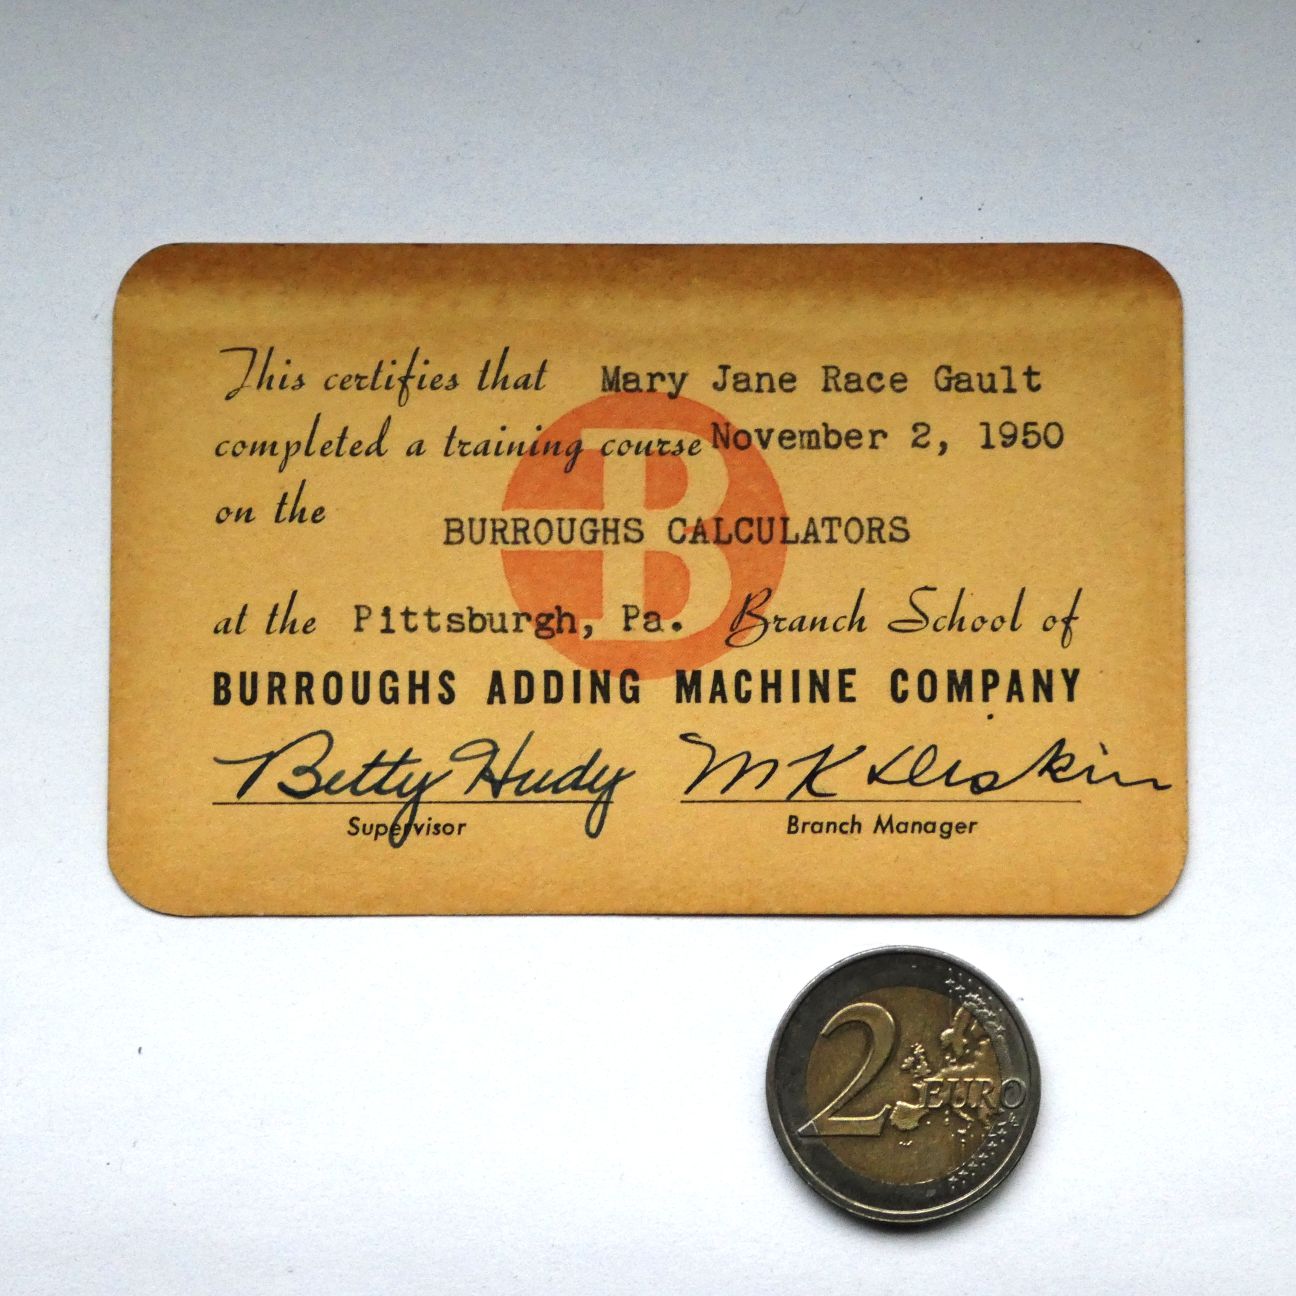 This certifies that Mary Jane Race Gault
completed a training course November 2, 1950
on the
BURROUGHS CALCULATORS
at the Pittsburgh, Pa. Branch School of
BURROUGHS ADDING MACHINE COMPANY
Betty Hudy M K Diskin
Supervisor Branch Manager
B
2 EURO